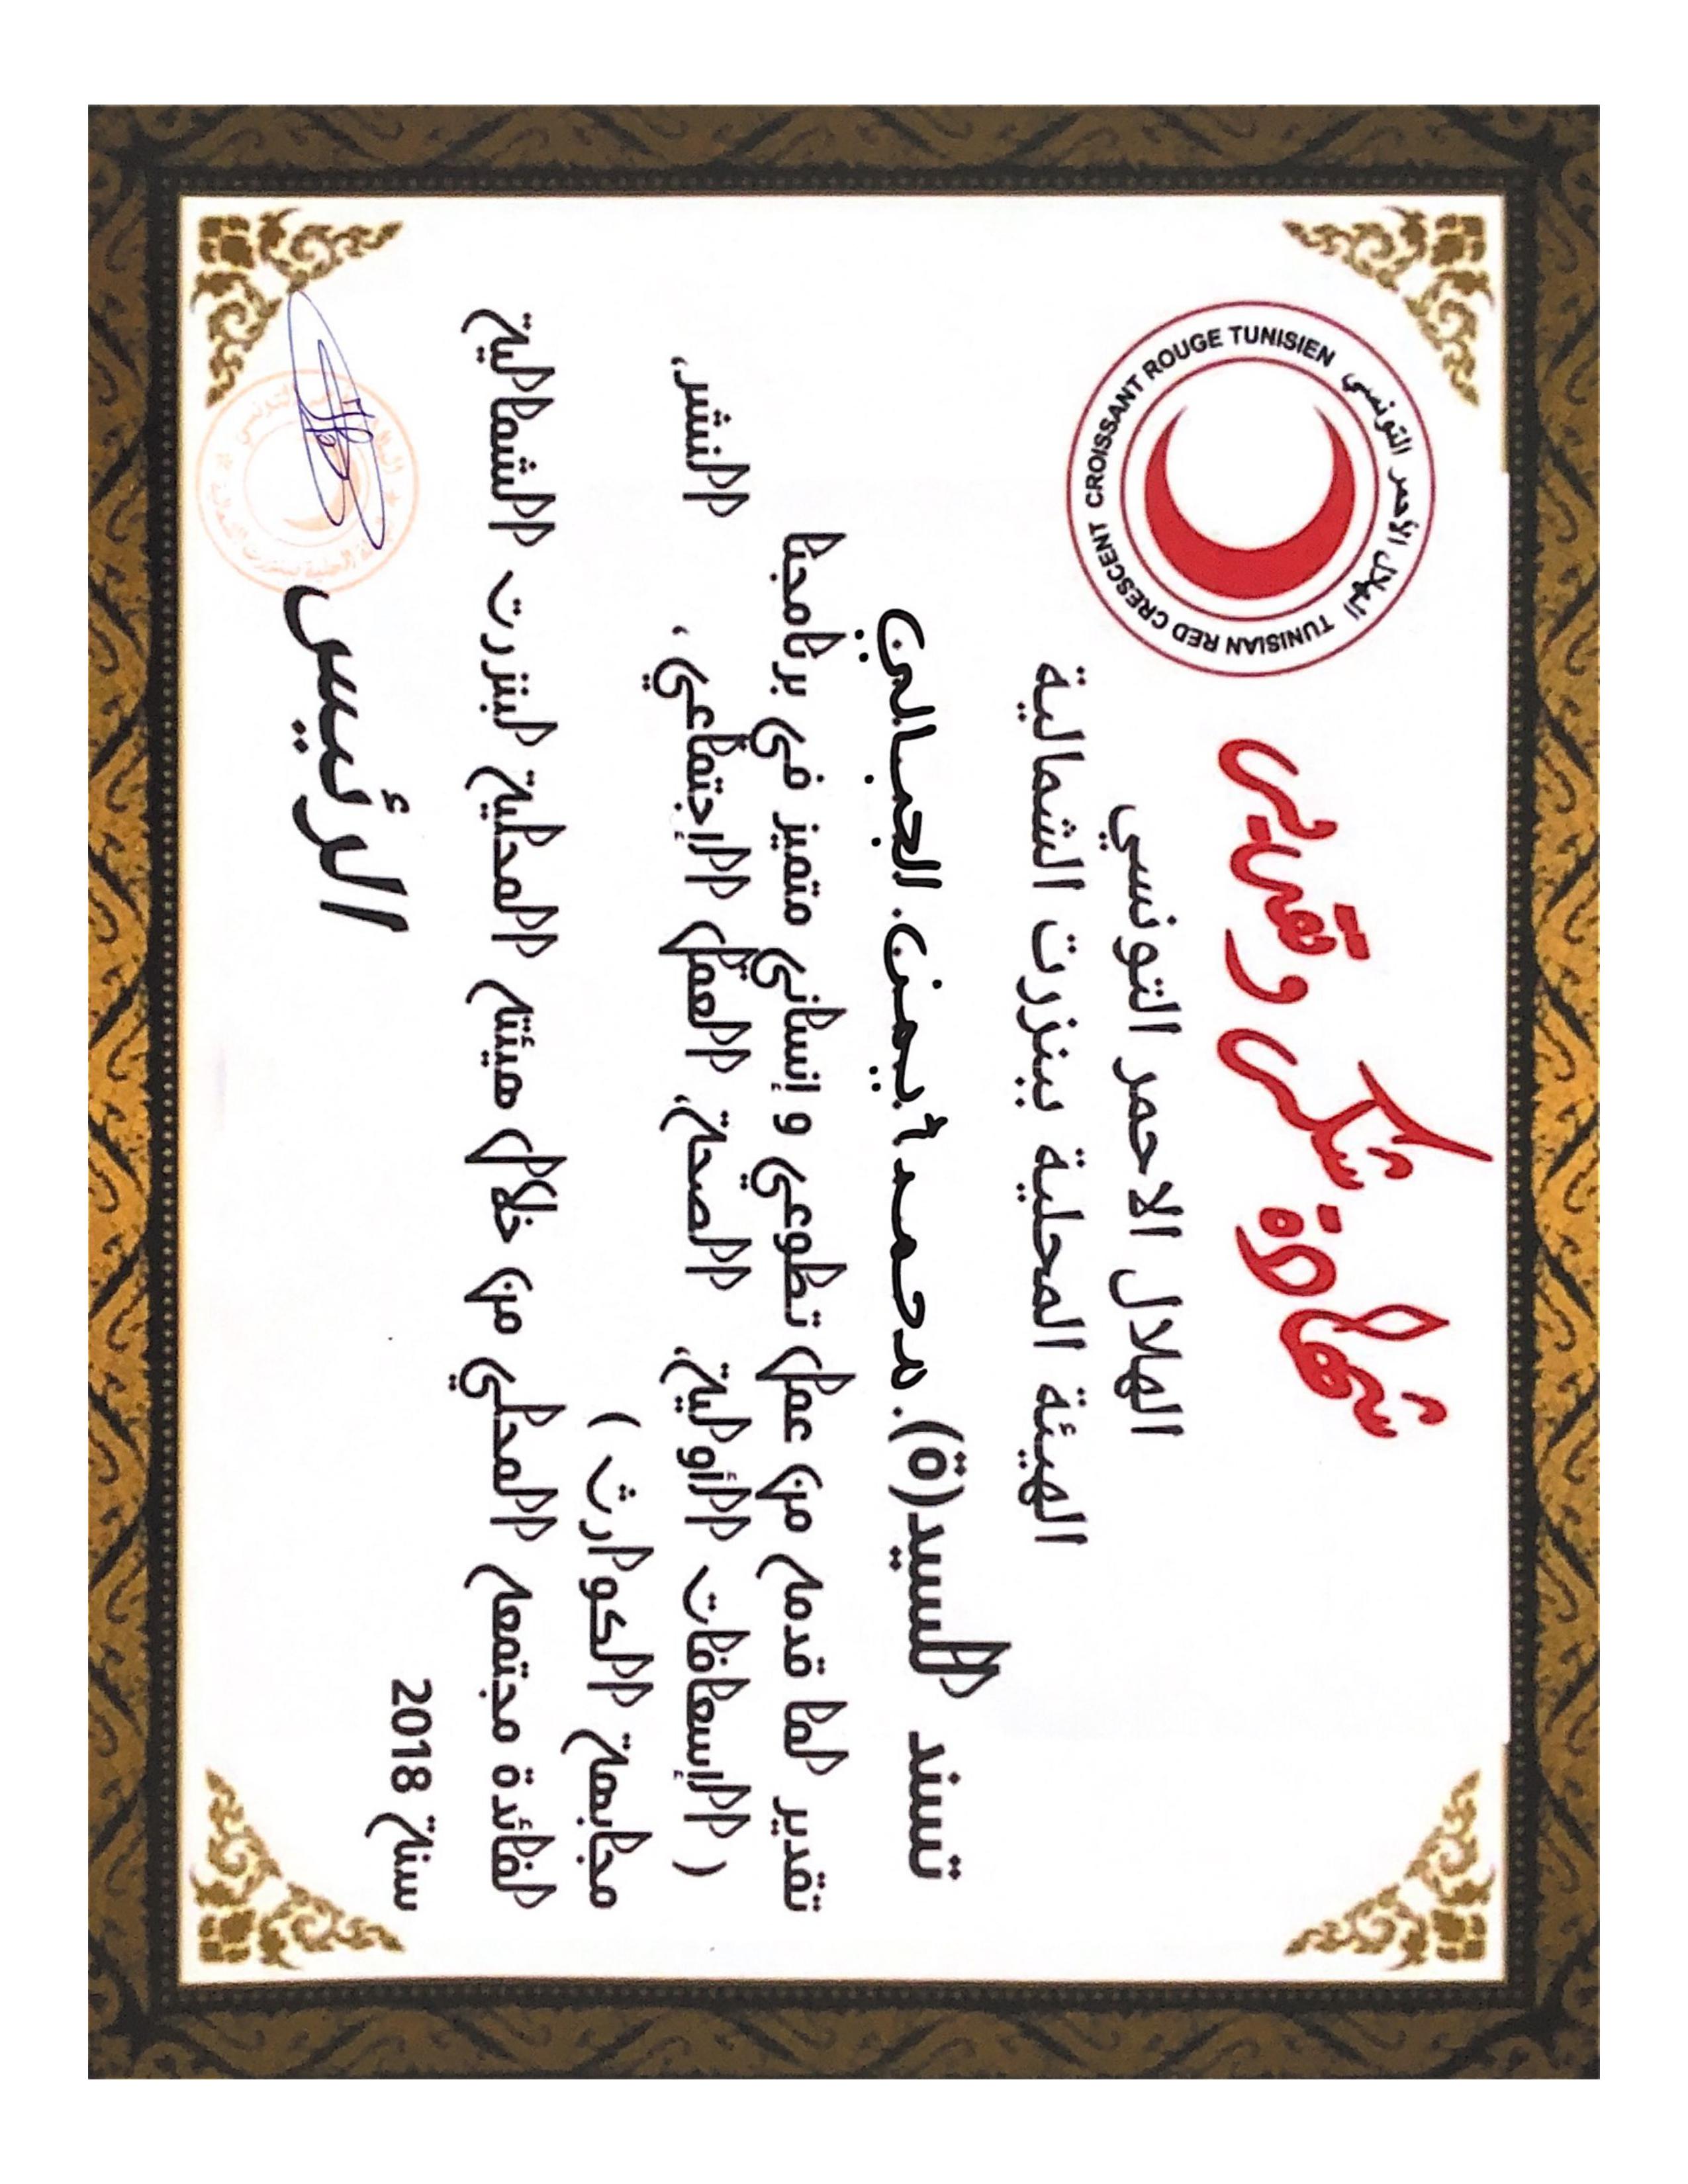 شهادة شكر وتقدير
CROISSANT ROUGE TUNISIEN الهلال الأحمر التونسي TUNISIAN RED CRESCENT
الهلال الاحمر التونسي
الهيئة المحلية ببنزرت الشمالية
تسند السيد(ة). محمد أيمن. الجبالي
تقدير لما قدمه من عمل تطوعي و إنساني متميز في برنامجنا
( الإسعافات الأولية, الصحة, العمل الإجتماعي , النشر,
مجابهة الكوارث )
لفائدة مجتمعه المحلي من خلال هيئته المحلية لبنزرت الشمالية
سنة 2018
الرئيس